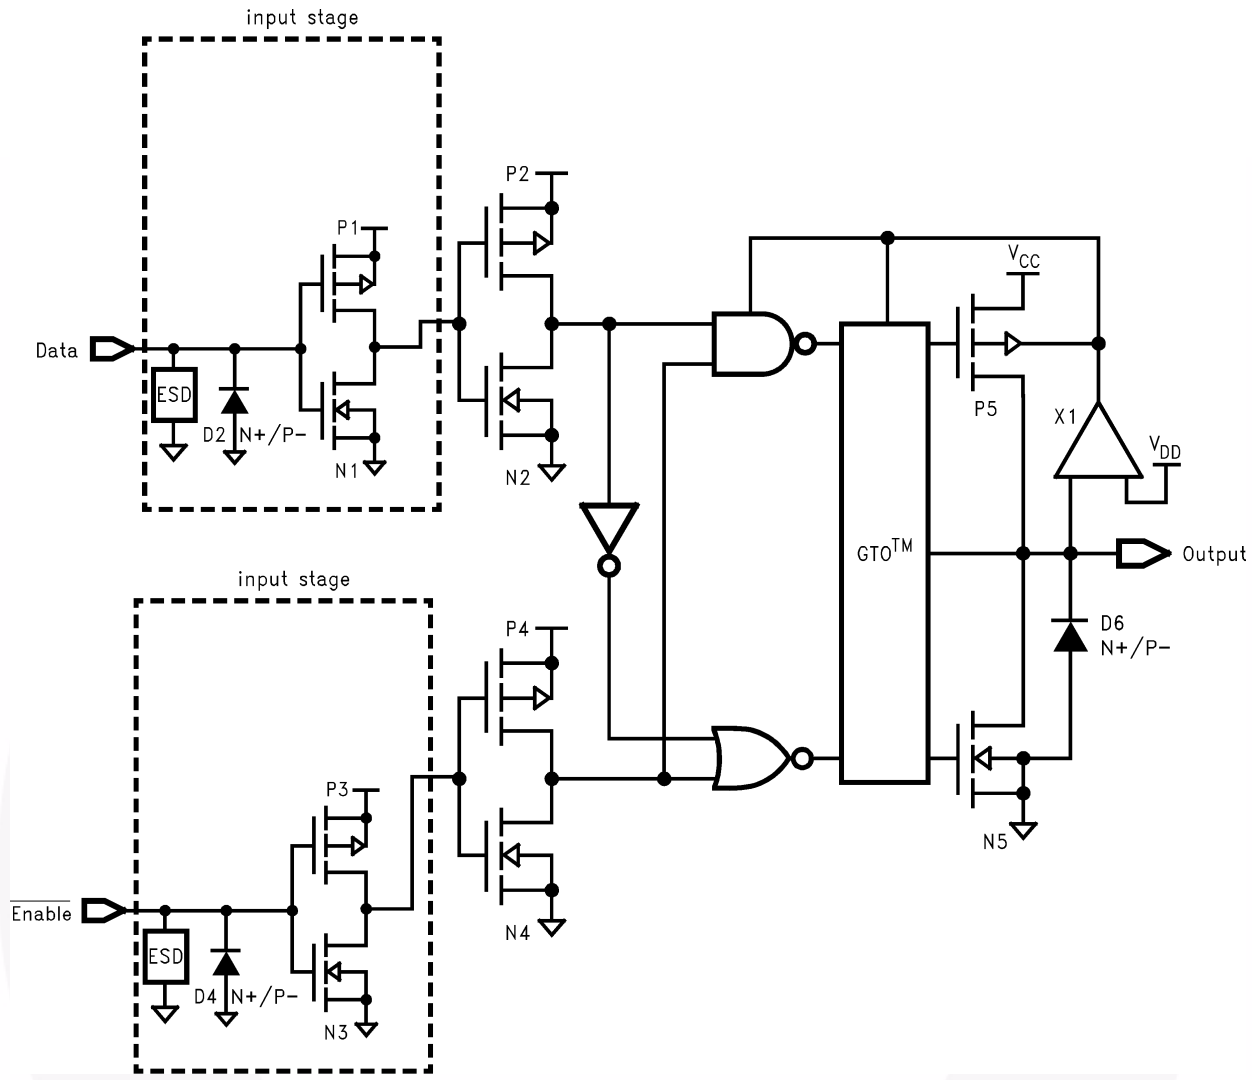 input stage
P2
P1
VCC
Data
ESD
D2 N+/P-
N1
N2
P5
X1
VDD
GTO™
Output
input stage
P4
D6
N+/P-
P3
N5
Enable
ESD
D4 N+/P-
N3
N4